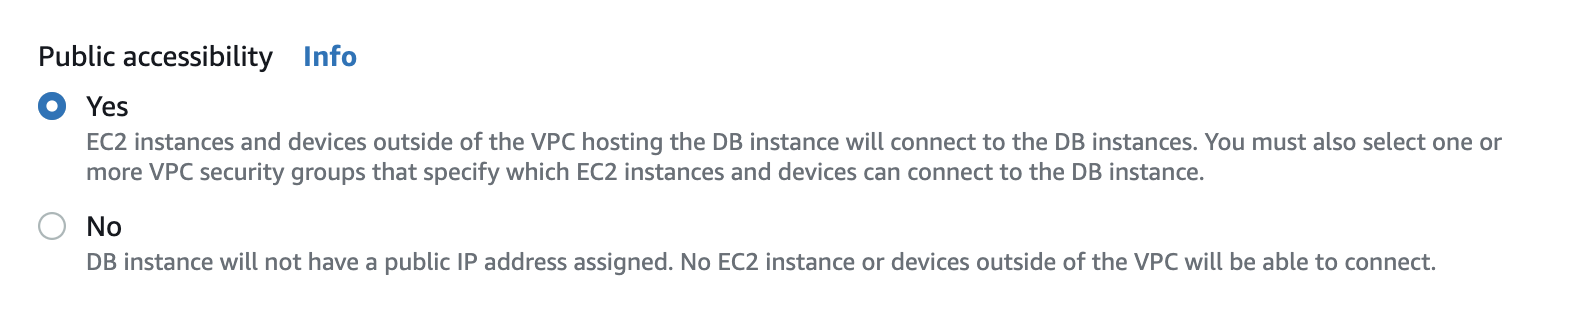 Public accessibility Info
Yes
EC2 instances and devices outside of the VPC hosting the DB instance will connect to the DB instances. You must also select one or
more VPC security groups that specify which EC2 instances and devices can connect to the DB instance.
No
DB instance will not have a public IP address assigned. No EC2 instance or devices outside of the VPC will be able to connect.